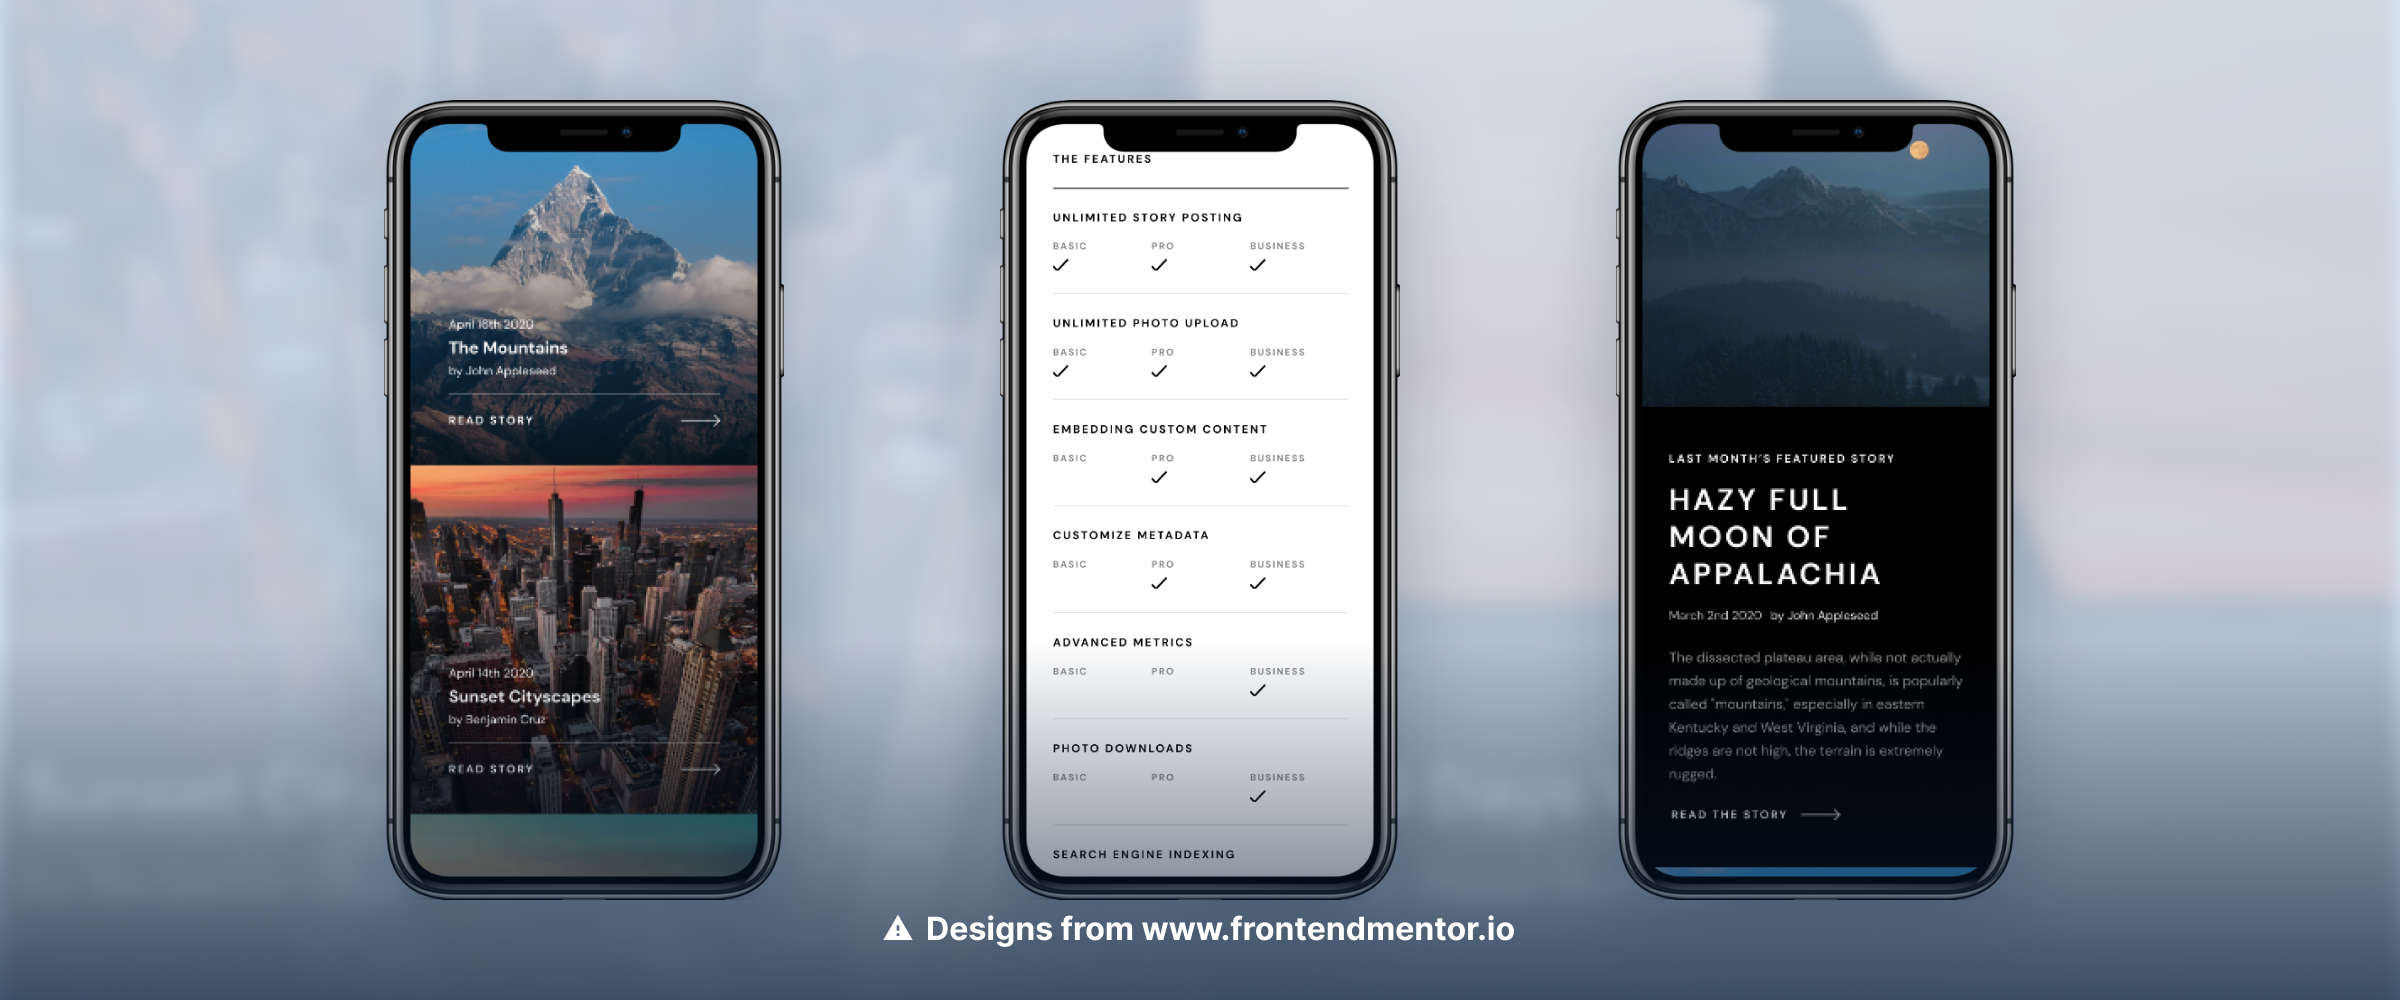 April 16th 2020
The Mountains
by John Appleseed
READ STORY
April 14th 2020
Sunset Cityscapes
by Benjamin Cruz
READ STORY
THE FEATURES
UNLIMITED STORY POSTING
BASIC PRO BUSINESS
UNLIMITED PHOTO UPLOAD
BASIC PRO BUSINESS
EMBEDDING CUSTOM CONTENT
BASIC PRO BUSINESS
CUSTOMIZE METADATA
BASIC PRO BUSINESS
ADVANCED METRICS
BASIC PRO BUSINESS
PHOTO DOWNLOADS
BASIC PRO BUSINESS
SEARCH ENGINE INDEXING
LAST MONTH'S FEATURED STORY
HAZY FULL
MOON OF
APPALACHIA
March 2nd 2020 by John Appleseed
The dissected plateau area, while not actually
made up of geological mountains, is popularly
called "mountains," especially in eastern
Kentucky and West Virginia, and while the
ridges are not high, the terrain is extremely
rugged.
READ THE STORY
Designs from www.frontendmentor.io